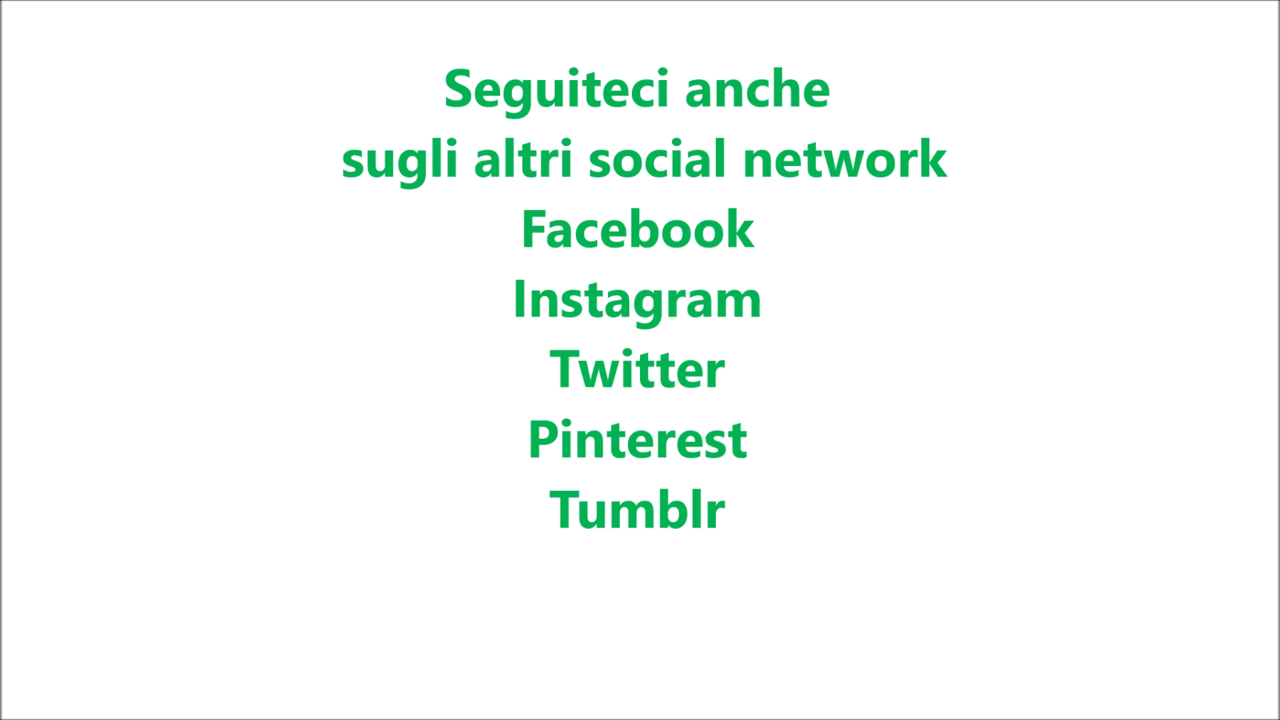 Seguiteci anche
sugli altri social network
Facebook
Instagram
Twitter
Pinterest
Tumblr